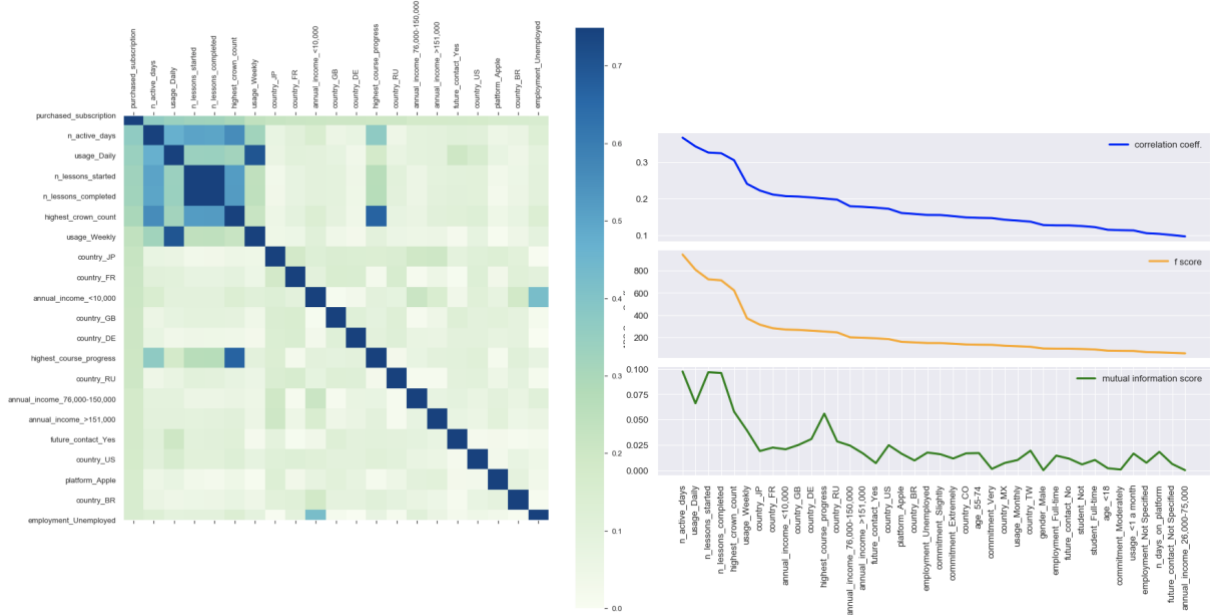 purchased_subscription
n_active_days
usage_Daily
n_lessons_started
n_lessons_completed
highest_crown_count
usage_Weekly
country_JP
country_FR
annual_income_<10,000
country_GB
country_DE
highest_course_progress
country_RU
annual_income_76,000-150,000
annual_income_>151,000
future_contact_Yes
country_US
platform_Apple
country_BR
employment_Unemployed
purchased_subscription
n_active_days
usage_Daily
n_lessons_started
n_lessons_completed
highest_crown_count
usage_Weekly
country_JP
country_FR
annual_income_<10,000
country_GB
country_DE
highest_course_progress
country_RU
annual_income_76,000-150,000
annual_income_>151,000
future_contact_Yes
country_US
platform_Apple
country_BR
employment_Unemployed
0.7
0.6
0.5
0.4
0.3
0.2
0.1
0.0
correlation coeff.
0.3
0.2
0.1
f score
800
600
400
200
mutual information score
0.100
0.075
0.050
0.025
0.000
n_active_days
usage_Daily
n_lessons_started
n_lessons_completed
highest_crown_count
usage_Weekly
country_JP
country_FR
annual_income_<10,000
country_GB
country_DE
highest_course_progress
country_RU
annual_income_76,000-150,000
annual_income_>151,000
future_contact_Yes
country_US
platform_Apple
country_BR
employment_Unemployed
commitment_Slightly
commitment_Extremely
country_CO
age_55-74
commitment_Very
country_MX
usage_Monthly
country_TW
gender_Male
employment_Full-time
future_contact_No
student_Not
student_Full-time
age_<18
commitment_Moderately
usage_<1 a month
employment_Not Specified
n_days_on_platform
future_contact_Not Specified
annual_income_26,000-75,000